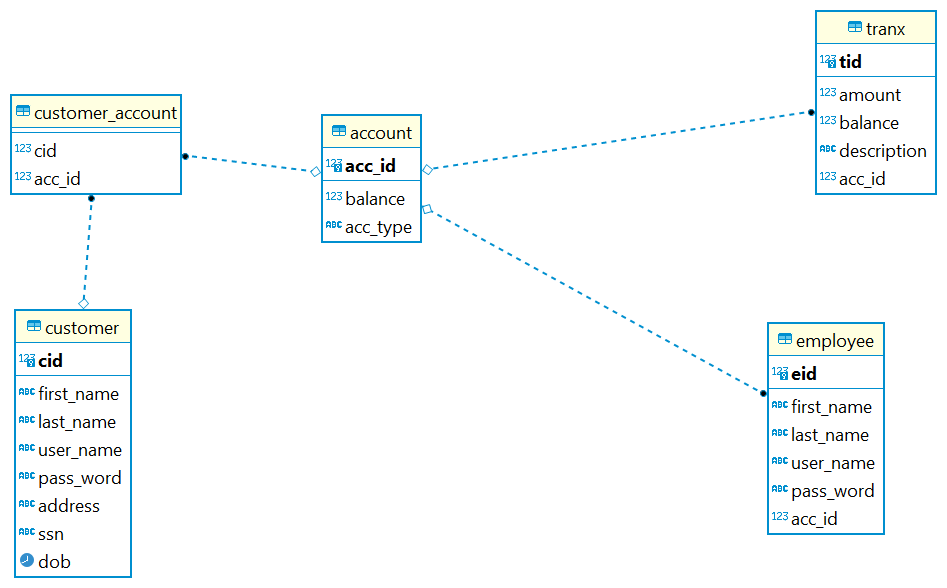 customer_account
123 cid
123 acc_id
customer
123 cid
ABC first_name
ABC last_name
ABC user_name
ABC pass_word
ABC address
ABC ssn
dob
account
123 acc_id
123 balance
ABC acc_type
tranx
123 tid
123 amount
123 balance
ABC description
123 acc_id
employee
123 eid
ABC first_name
ABC last_name
ABC user_name
ABC pass_word
123 acc_id